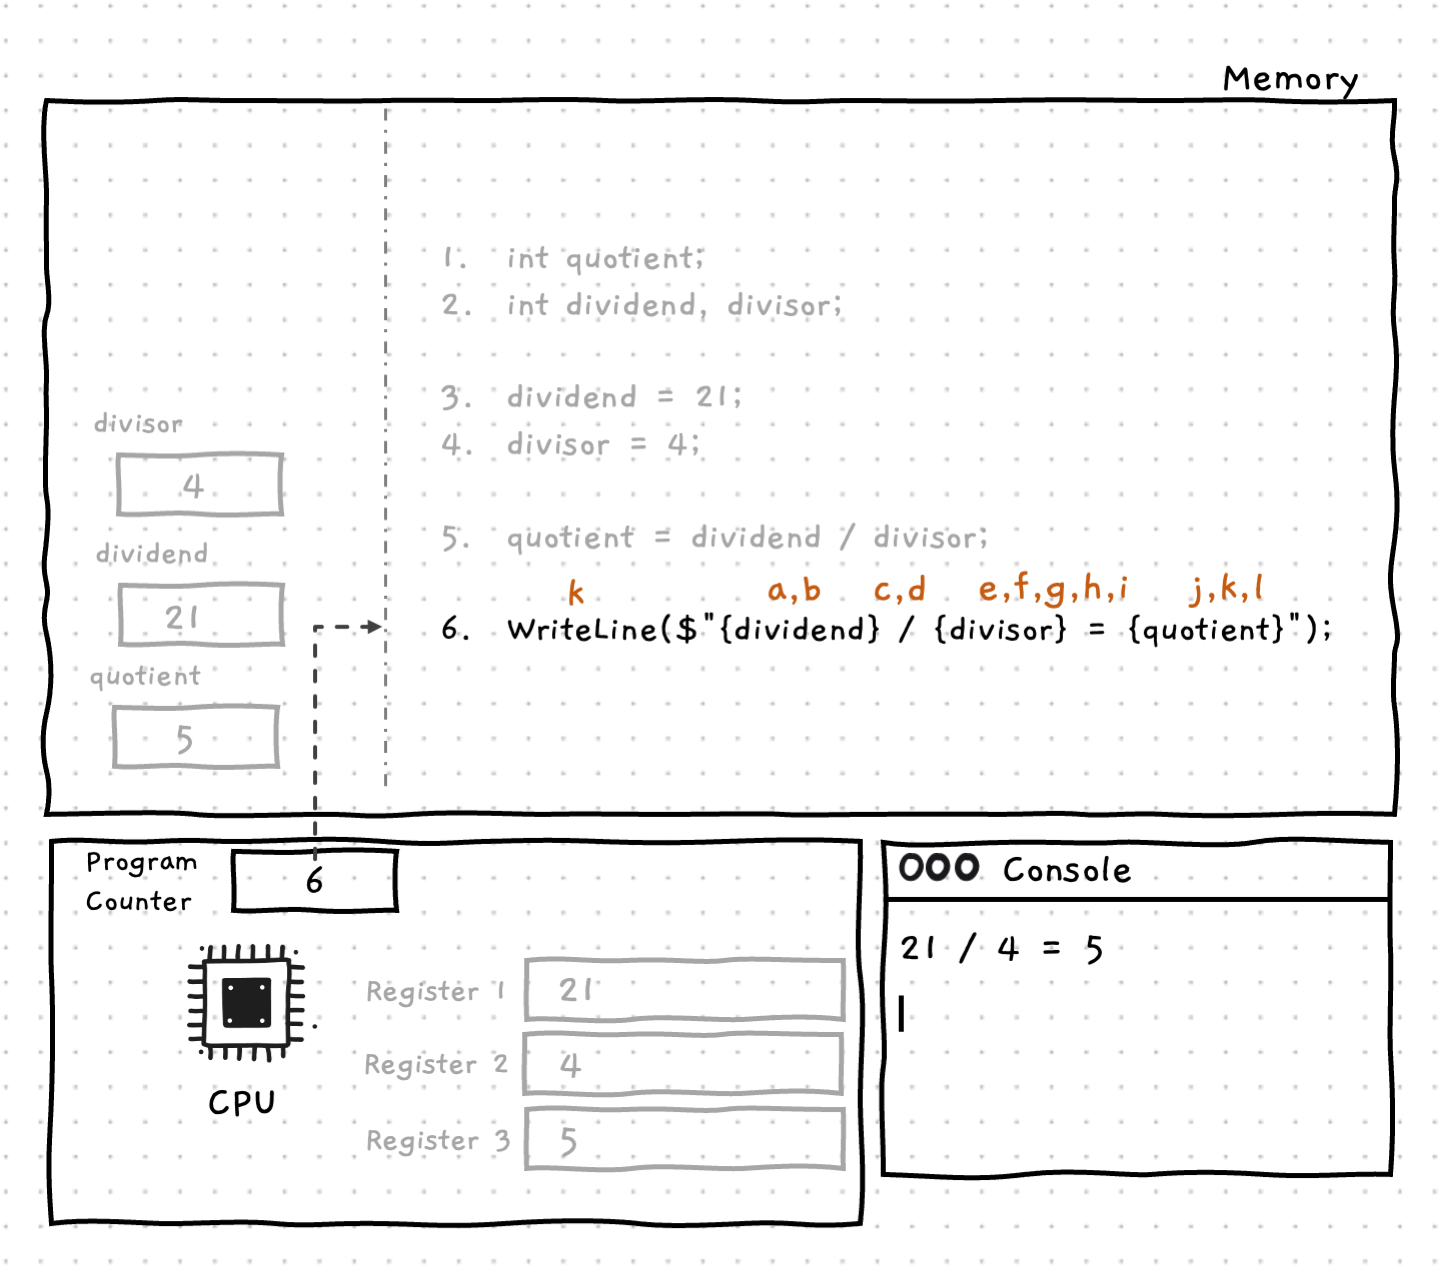 Memory
1. int quotient;
2. int dividend, divisor;
3. dividend = 21;
4. divisor = 4;
5. quotient = dividend / divisor;
k a,b c,d e,f,g,h,i j,k,l
6. WriteLine($"{dividend} / {divisor} = {quotient}");
divisor
4
dividend
21
quotient
5
Program
Counter
6
CPU
Register 1 21
Register 2 4
Register 3 5
Console
21 / 4 = 5